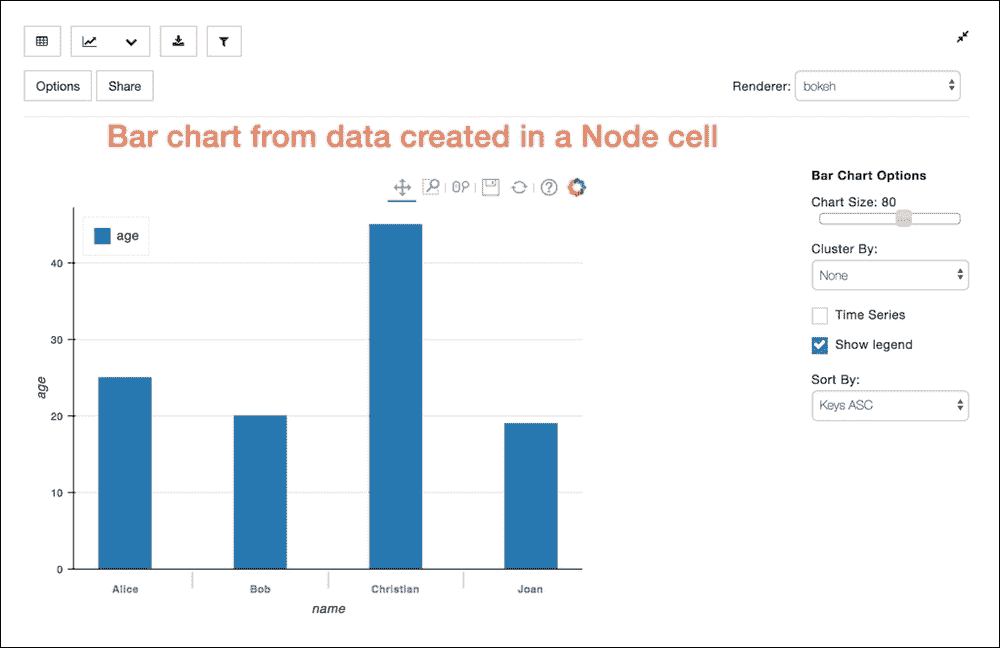 Options Share Renderer: bokeh
Bar chart from data created in a Node cell
Bar Chart Options
Chart Size: 80
Cluster By:
None
Time Series
Show legend
Sort By:
Keys ASC
age
40
30
20
10
0
age
Alice Bob Christian Joan
name